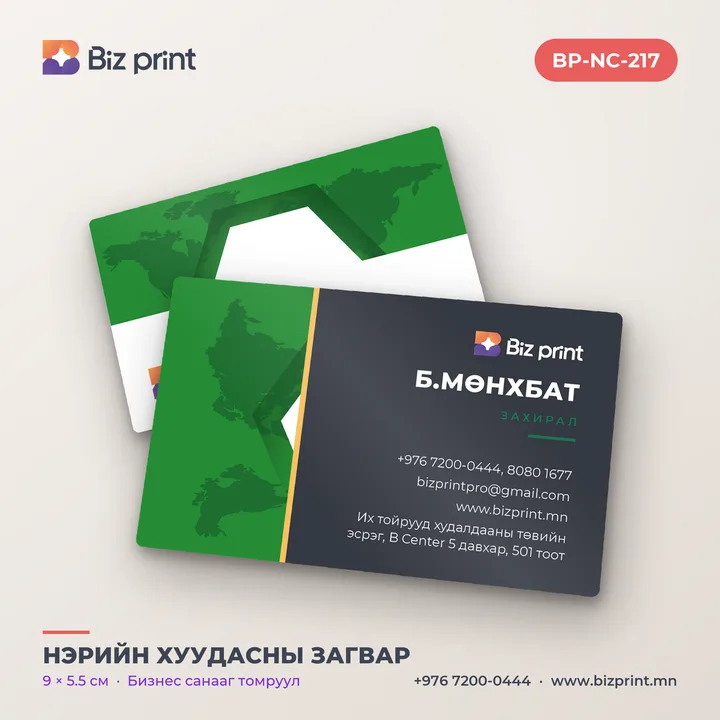 Biz print
BP-NC-217
Biz print
Б.МӨНХБАТ
ЗАХИРАЛ
+976 7200-0444, 8080 1677
bizprintpro@gmail.com
www.bizprint.mn
Их тойрууд худалдааны төвийн
эсрэг, B Center 5 давхар, 501 тоот
НЭРИЙН ХУУДАСНЫ ЗАГВАР
9 × 5.5 см · Бизнес санааг томруул
+976 7200-0444 · www.bizprint.mn